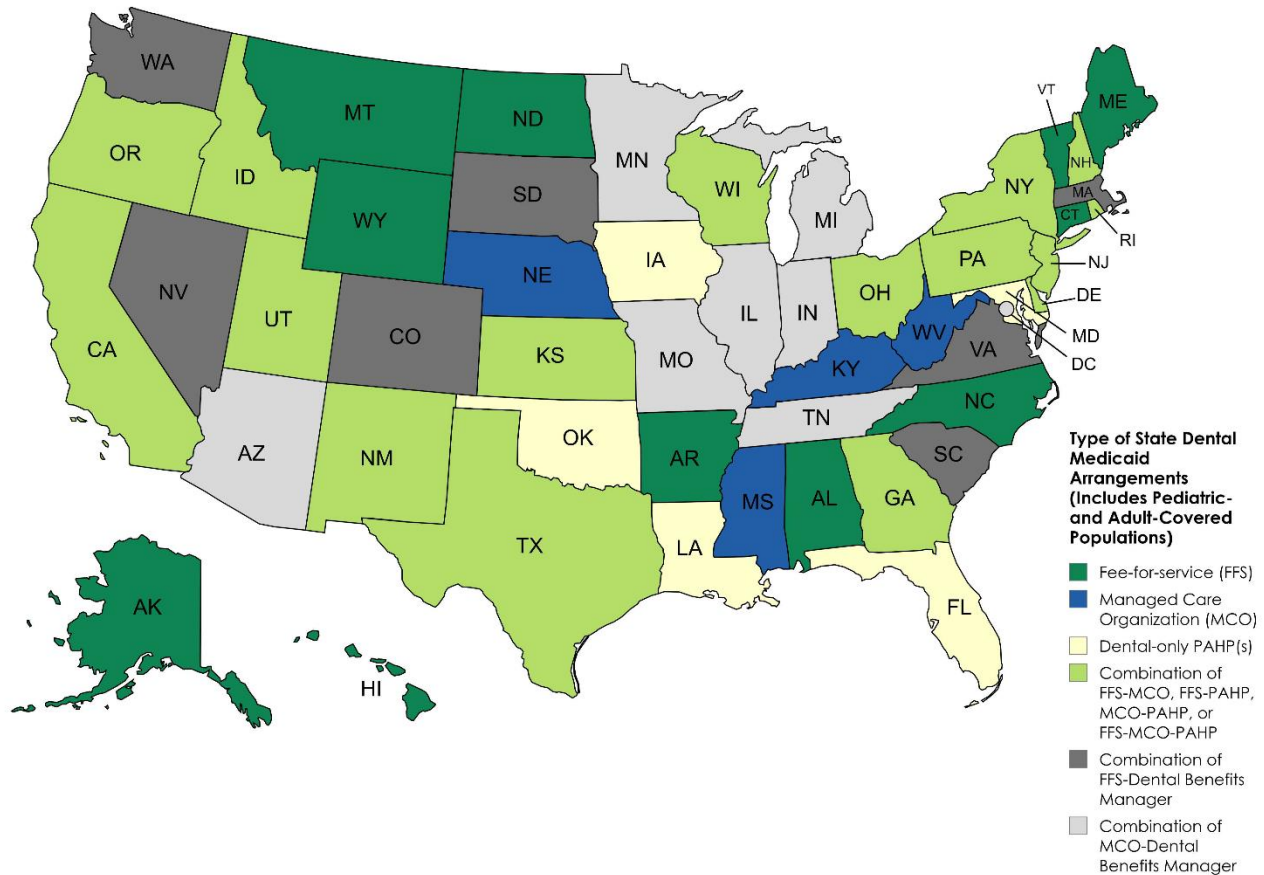 WA
MT
ND
MN
VT
ME
OR
ID
WY
SD
WI
MI
NY
NH
MA
CT
RI
NV
UT
CO
NE
IA
IL
IN
OH
PA
NJ
DE
MD
DC
CA
KS
MO
KY
WV
VA
AZ
NM
OK
AR
TN
NC
SC
TX
LA
MS
AL
GA
FL
AK
HI
Type of State Dental
Medicaid
Arrangements
(Includes Pediatric-
and Adult-Covered
Populations)
Fee-for-service (FFS)
Managed Care
Organization (MCO)
Dental-only PAHP(s)
Combination of
FFS-MCO, FFS-PAHP,
MCO-PAHP, or
FFS-MCO-PAHP
Combination of
FFS-Dental Benefits
Manager
Combination of
MCO-Dental
Benefits Manager